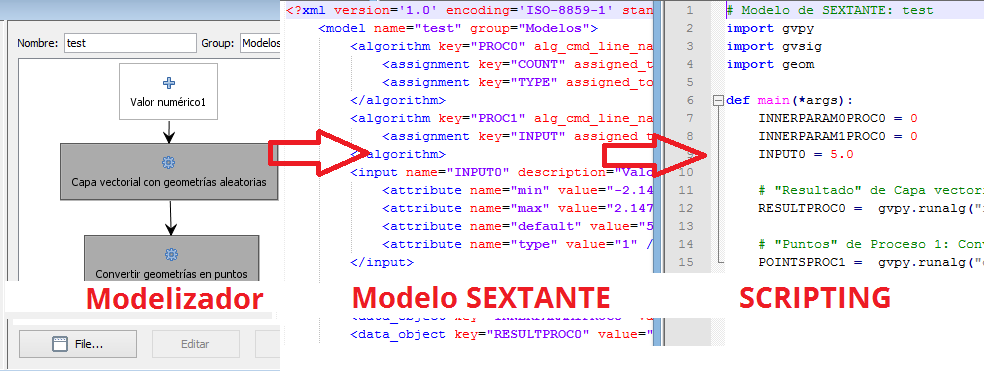 Nombre: test Group: Modelos
Valor numérico1
Capa vectorial con geometrías aleatorias
Convertir geometrías en puntos
Modelizador
File...
Editar
<?xml version='1.0' encoding='ISO-8859-1' stan
<model name="test" group="Modelos">
<algorithm key="PROC0" alg_cmd_line_na
<assignment key="COUNT" assigned_t
<assignment key="TYPE" assigned_to
</algorithm>
<algorithm key="PROC1" alg_cmd_line_na
<assignment key="INPUT" assigned_t
</algorithm>
<input name="INPUT0" description="Valo
<attribute name="min" value="-2.14
<attribute name="max" value="2.147
<attribute name="default" value="5
<attribute name="type" value="1" /
</input>
Modelo SEXTANTE
<data_object key="RESULTPROC0" value="
1 # Modelo de SEXTANTE: test
2 import gvpy
3 import gvsig
4 import geom
5
6 def main(*args):
7 INNERPARAM0PROC0 = 0
8 INNERPARAM1PROC0 = 0
9 INPUT0 = 5.0
10
11 # "Resultado" de Capa vectori
12 RESULTPROC0 = gvpy.runalg("
13
14 # "Puntos" de Proceso 1: Conv
15 POINTSPROC1 = gvpy.runalg("
SCRIPTING